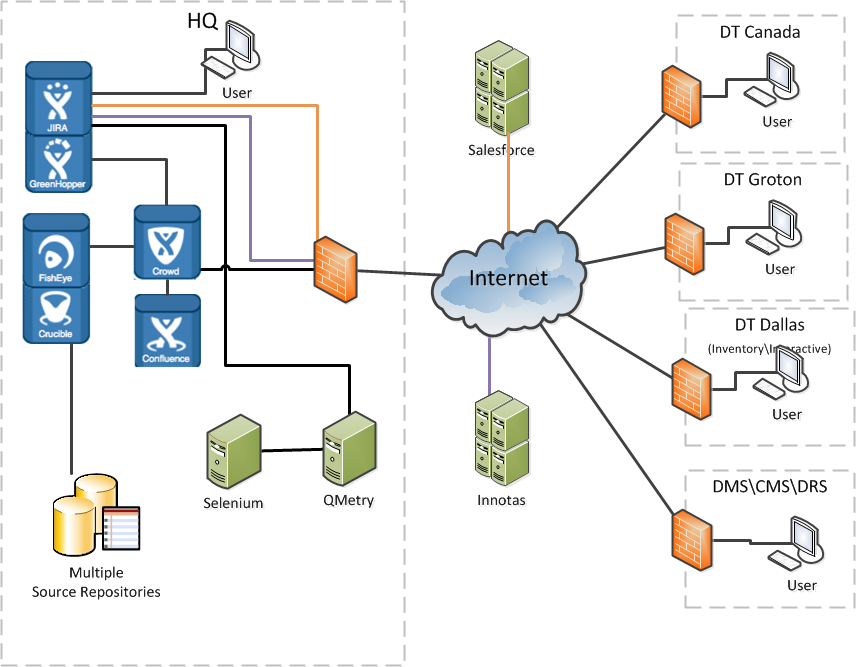 HQ
User
JIRA
GreenHopper
FishEye
Crucible
Crowd
Confluence
Selenium
QMetry
Multiple
Source Repositories
Salesforce
Internet
Innotas
DT Canada
User
DT Groton
User
DT Dallas
(Inventory\Interactive)
User
DMS\CMS\DRS
User